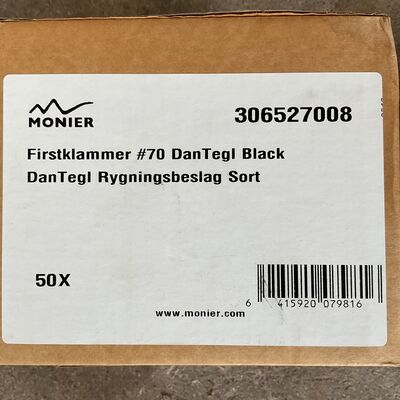 MONIER
306527008
Firstklammer #70 DanTegl Black
DanTegl Rygningsbeslag Sort
50X
6 415920 079816
www.monier.com